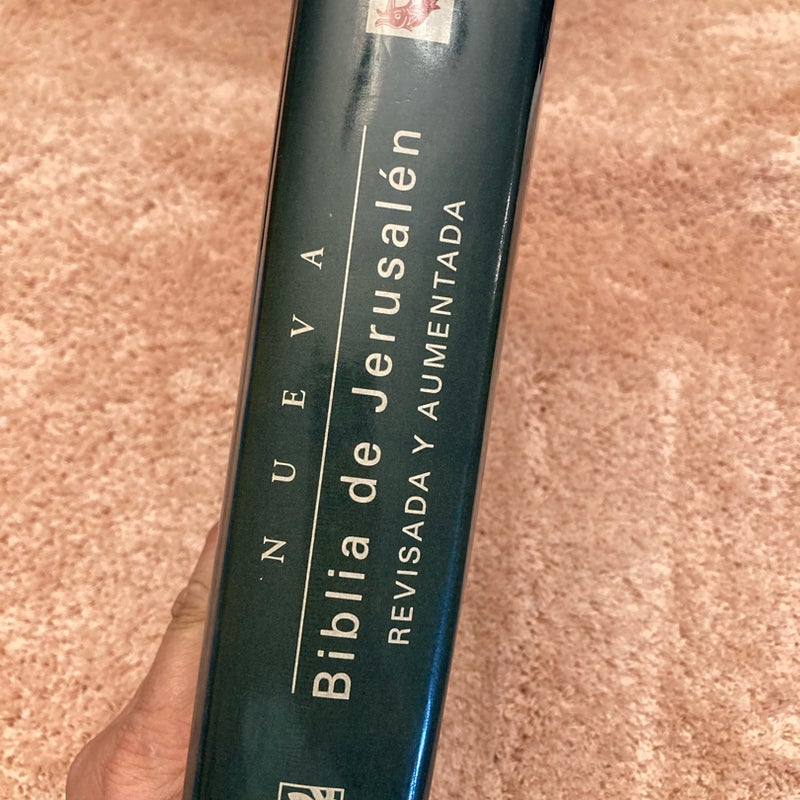 NUEVA
Biblia de Jerusalén
REVISADA Y AUMENTADA